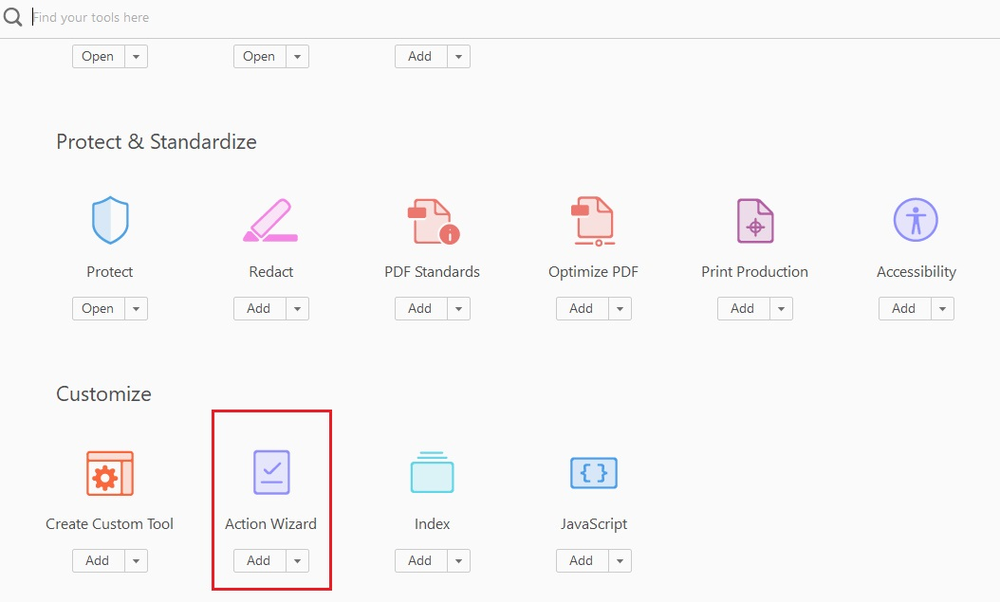 Find your tools here
Open Open Add
Protect & Standardize
Protect Redact PDF Standards Optimize PDF Print Production Accessibility
Open Add Add Add Add Add
Customize
Create Custom Tool Action Wizard Index JavaScript
Add Add Add Add